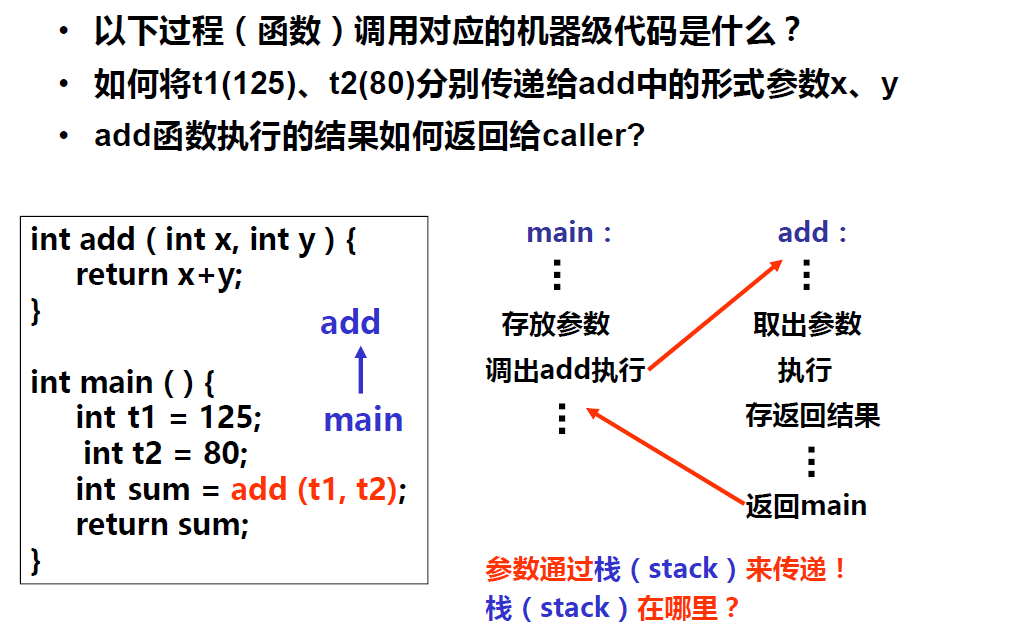 • 以下过程（函数）调用对应的机器级代码是什么？
• 如何将t1(125)、t2(80)分别传递给add中的形式参数x、y
• add函数执行的结果如何返回给caller?
int add ( int x, int y ) {
return x+y;
}
int main ( ) {
int t1 = 125;
int t2 = 80;
int sum = add (t1, t2);
return sum;
}
add
main
main：
⋮
存放参数
调出add执行
⋮
add：
⋮
取出参数
执行
存返回结果
⋮
返回main
参数通过栈（stack）来传递！
栈（stack）在哪里？